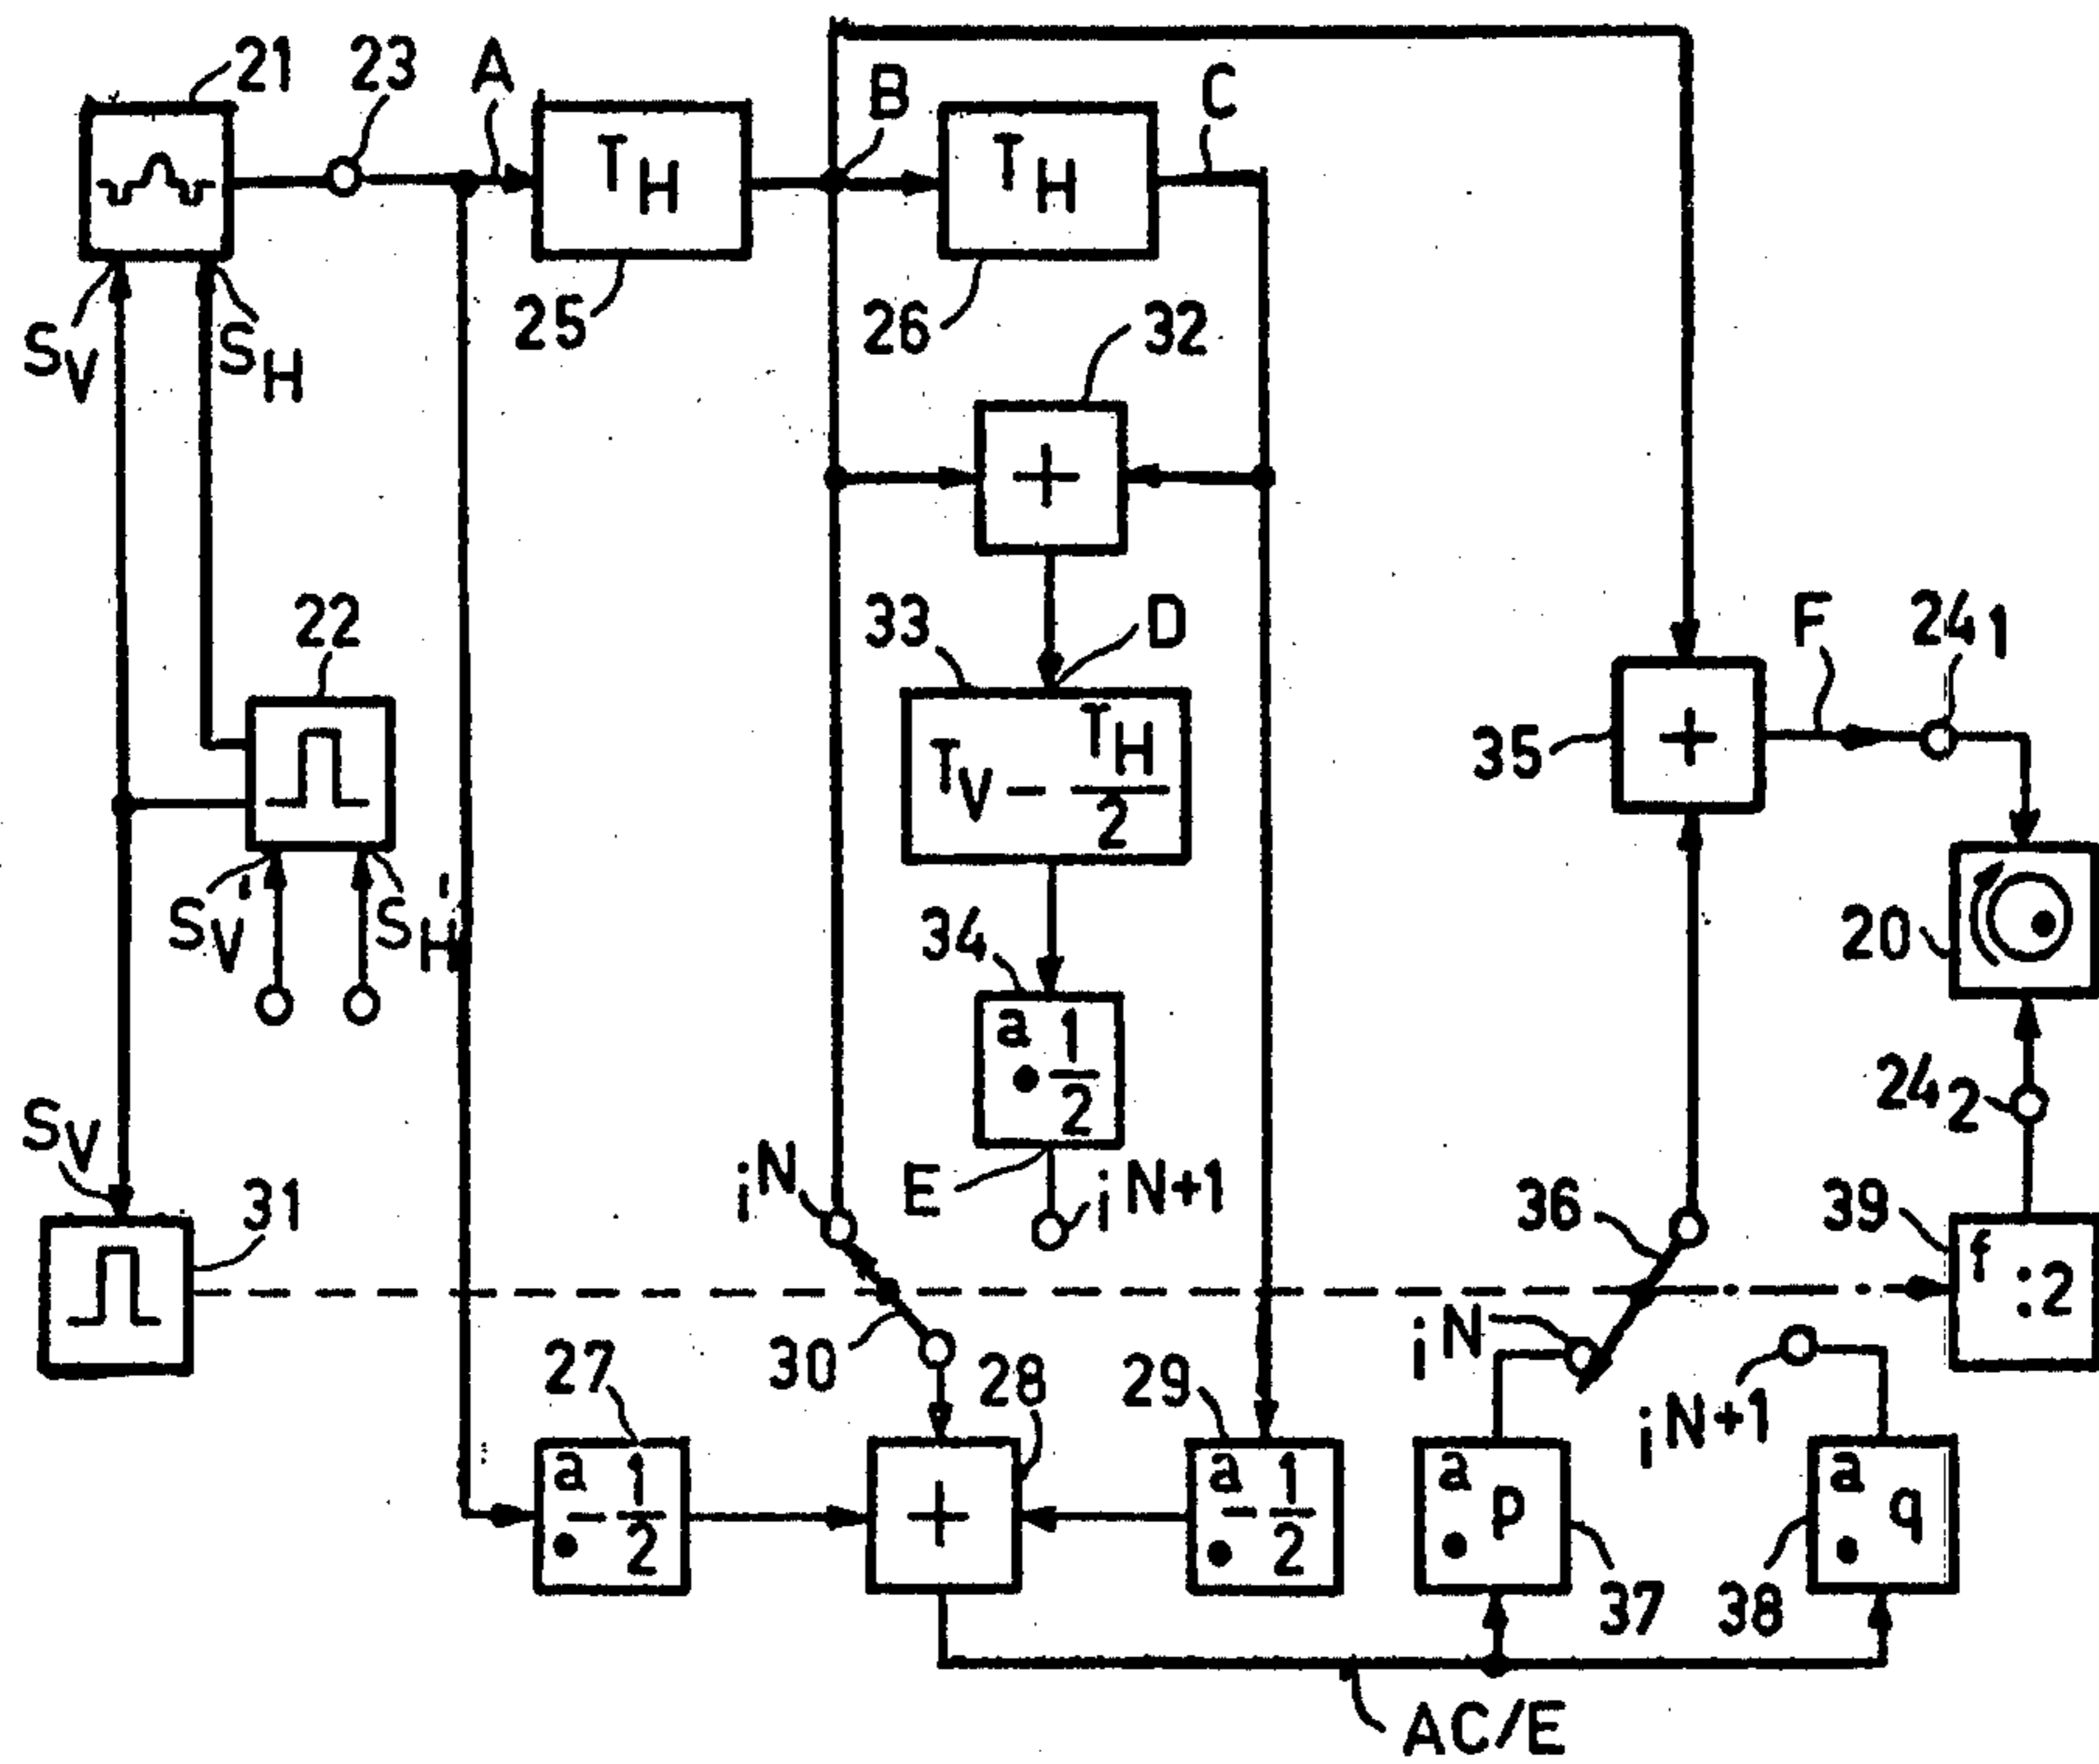 21
23
A
B
C
T_H
T_H
S_V
S_H
25
26
32
+
22
33
D
F
24_1
T_V - T_H/2
35
+
S_V'
S_H'
34
20
a
• 1/2
24_2
S_V
i^N
E
i^N+1
31
36
39
f :2
30
i^N
27
28
29
i^N+1
a
• -1/2
+
a
• -1/2
a
• p
a
• q
37
38
AC/E